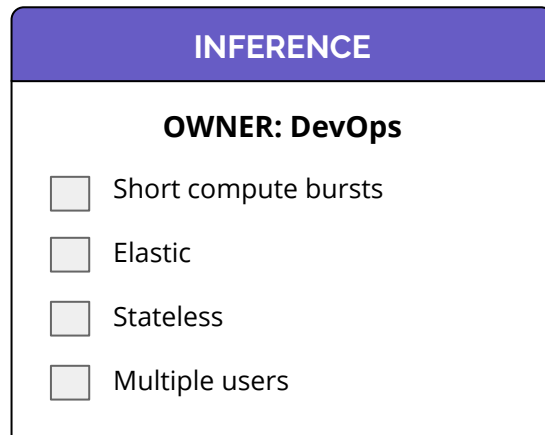 INFERENCE
OWNER: DevOps
Short compute bursts
Elastic
Stateless
Multiple users